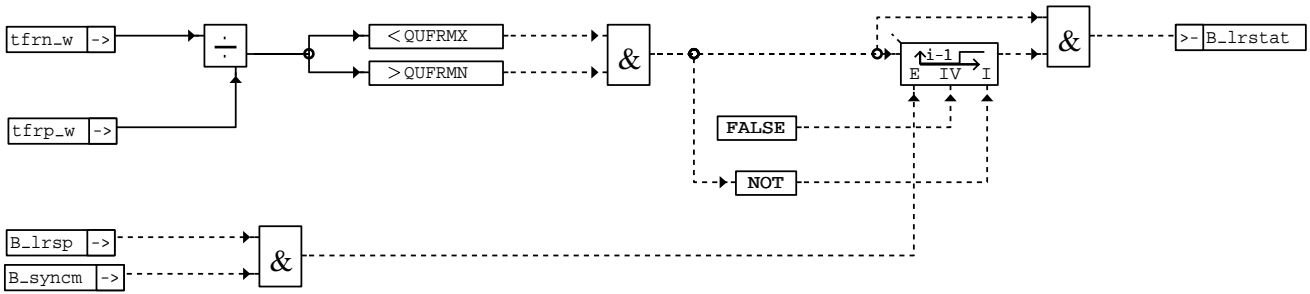 tfrn_w ->
÷
< QUFRMX
> QUFRMN
&
i-1
E IV I
&
>- B_lrstat
tfrp_w ->
FALSE
NOT
B_lrsp ->
B_syncm ->
&